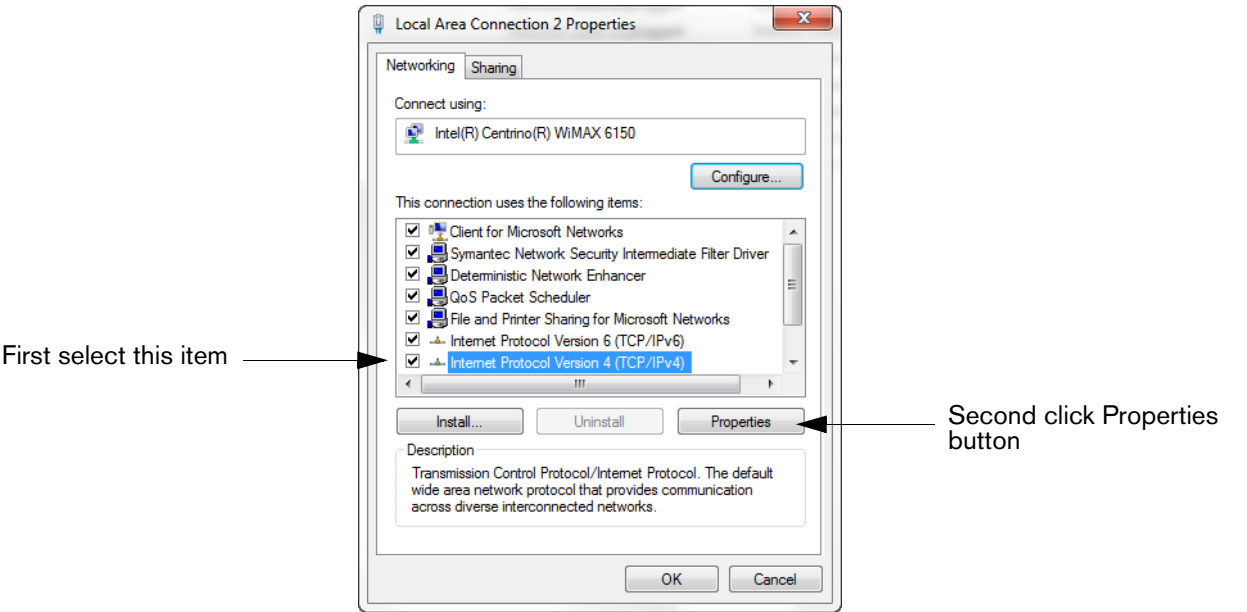 Local Area Connection 2 Properties
Networking
Sharing
Connect using:
Intel(R) Centrino(R) WiMAX 6150
Configure...
This connection uses the following items:
Client for Microsoft Networks
Symantec Network Security Intermediate Filter Driver
Deterministic Network Enhancer
QoS Packet Scheduler
File and Printer Sharing for Microsoft Networks
Internet Protocol Version 6 (TCP/IPv6)
First select this item
Internet Protocol Version 4 (TCP/IPv4)
Install...
Uninstall
Properties
Second click Properties
button
Description
Transmission Control Protocol/Internet Protocol. The default
wide area network protocol that provides communication
across diverse interconnected networks.
OK
Cancel